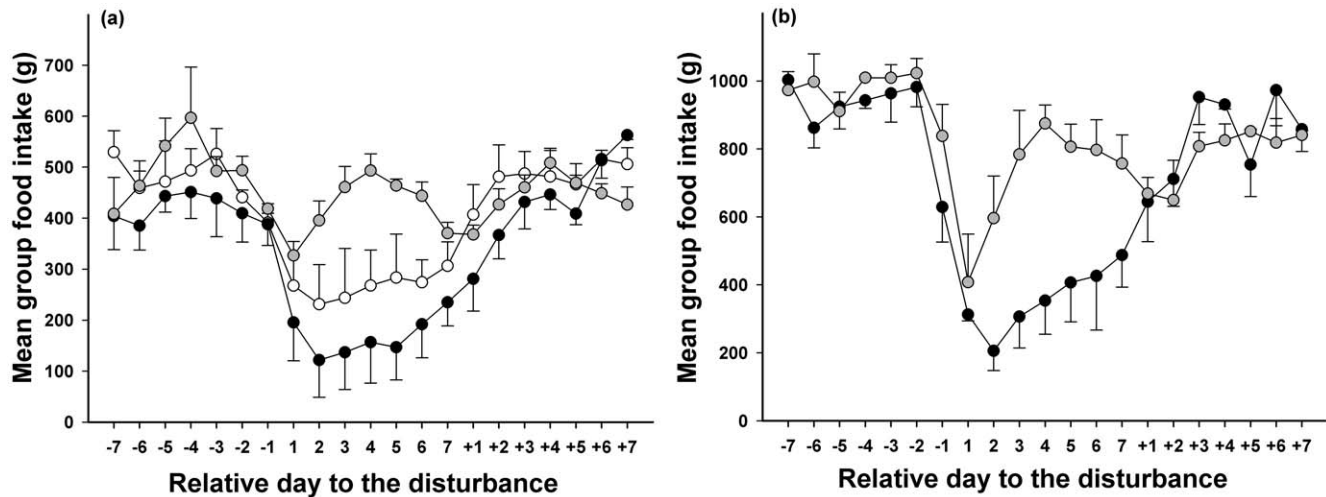 (a)
Mean group food intake (g)
700
600
500
400
300
200
100
0
-7 -6 -5 -4 -3 -2 -1 1 2 3 4 5 6 7 +1 +2 +3 +4 +5 +6 +7
Relative day to the disturbance
(b)
Mean group food intake (g)
1000
800
600
400
200
0
-7 -6 -5 -4 -3 -2 -1 1 2 3 4 5 6 7 +1 +2 +3 +4 +5 +6 +7
Relative day to the disturbance